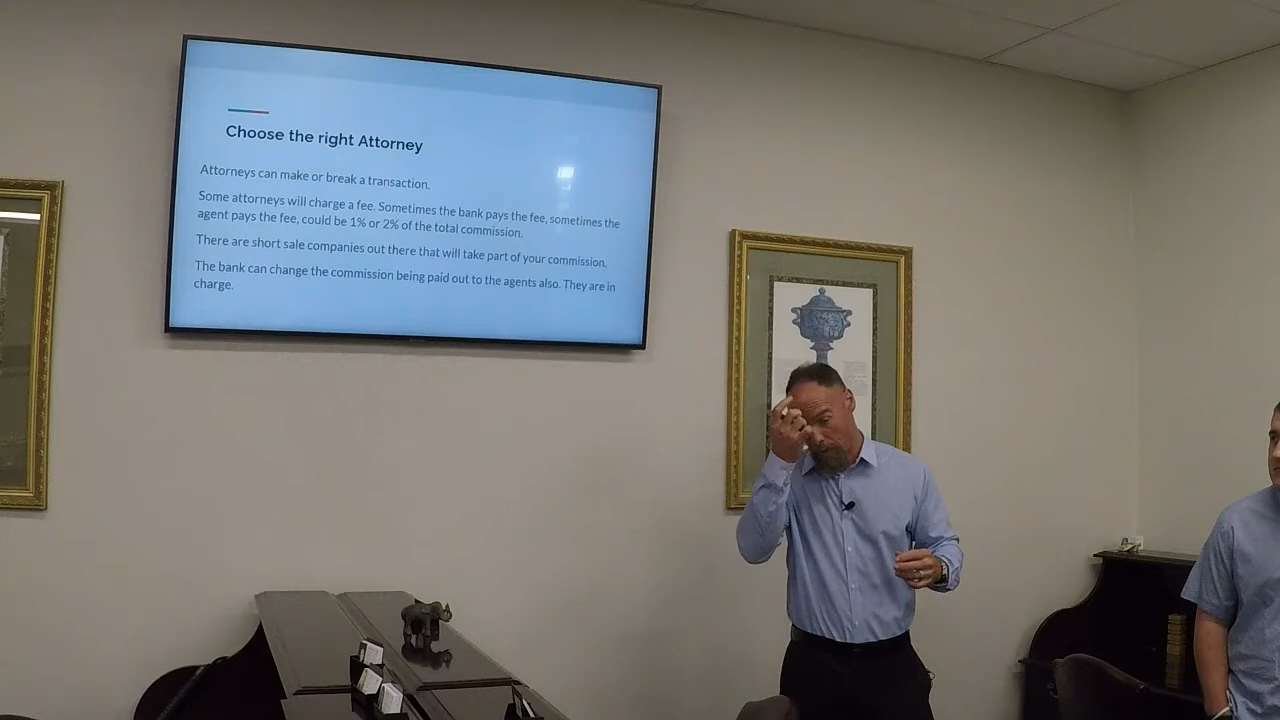 Choose the right Attorney
Attorneys can make or break a transaction.
Some attorneys will charge a fee. Sometimes the bank pays the fee, sometimes the
agent pays the fee, could be 1% or 2% of the total commission.
There are short sale companies out there that will take part of your commission.
The bank can change the commission being paid out to the agents also. They are in
charge.